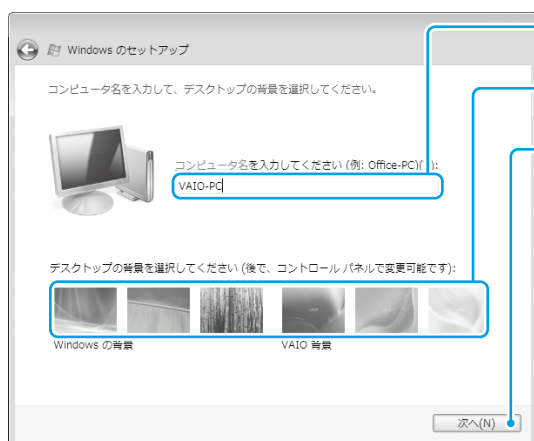 Windows のセットアップ
コンピュータ名を入力して、デスクトップの背景を選択してください。
コンピュータ名を入力してください (例: Office-PC)( ):
VAIO-PC
デスクトップの背景を選択してください (後で、コントロール パネルで変更可能です):
Windows の背景
VAIO 背景
次へ(N)